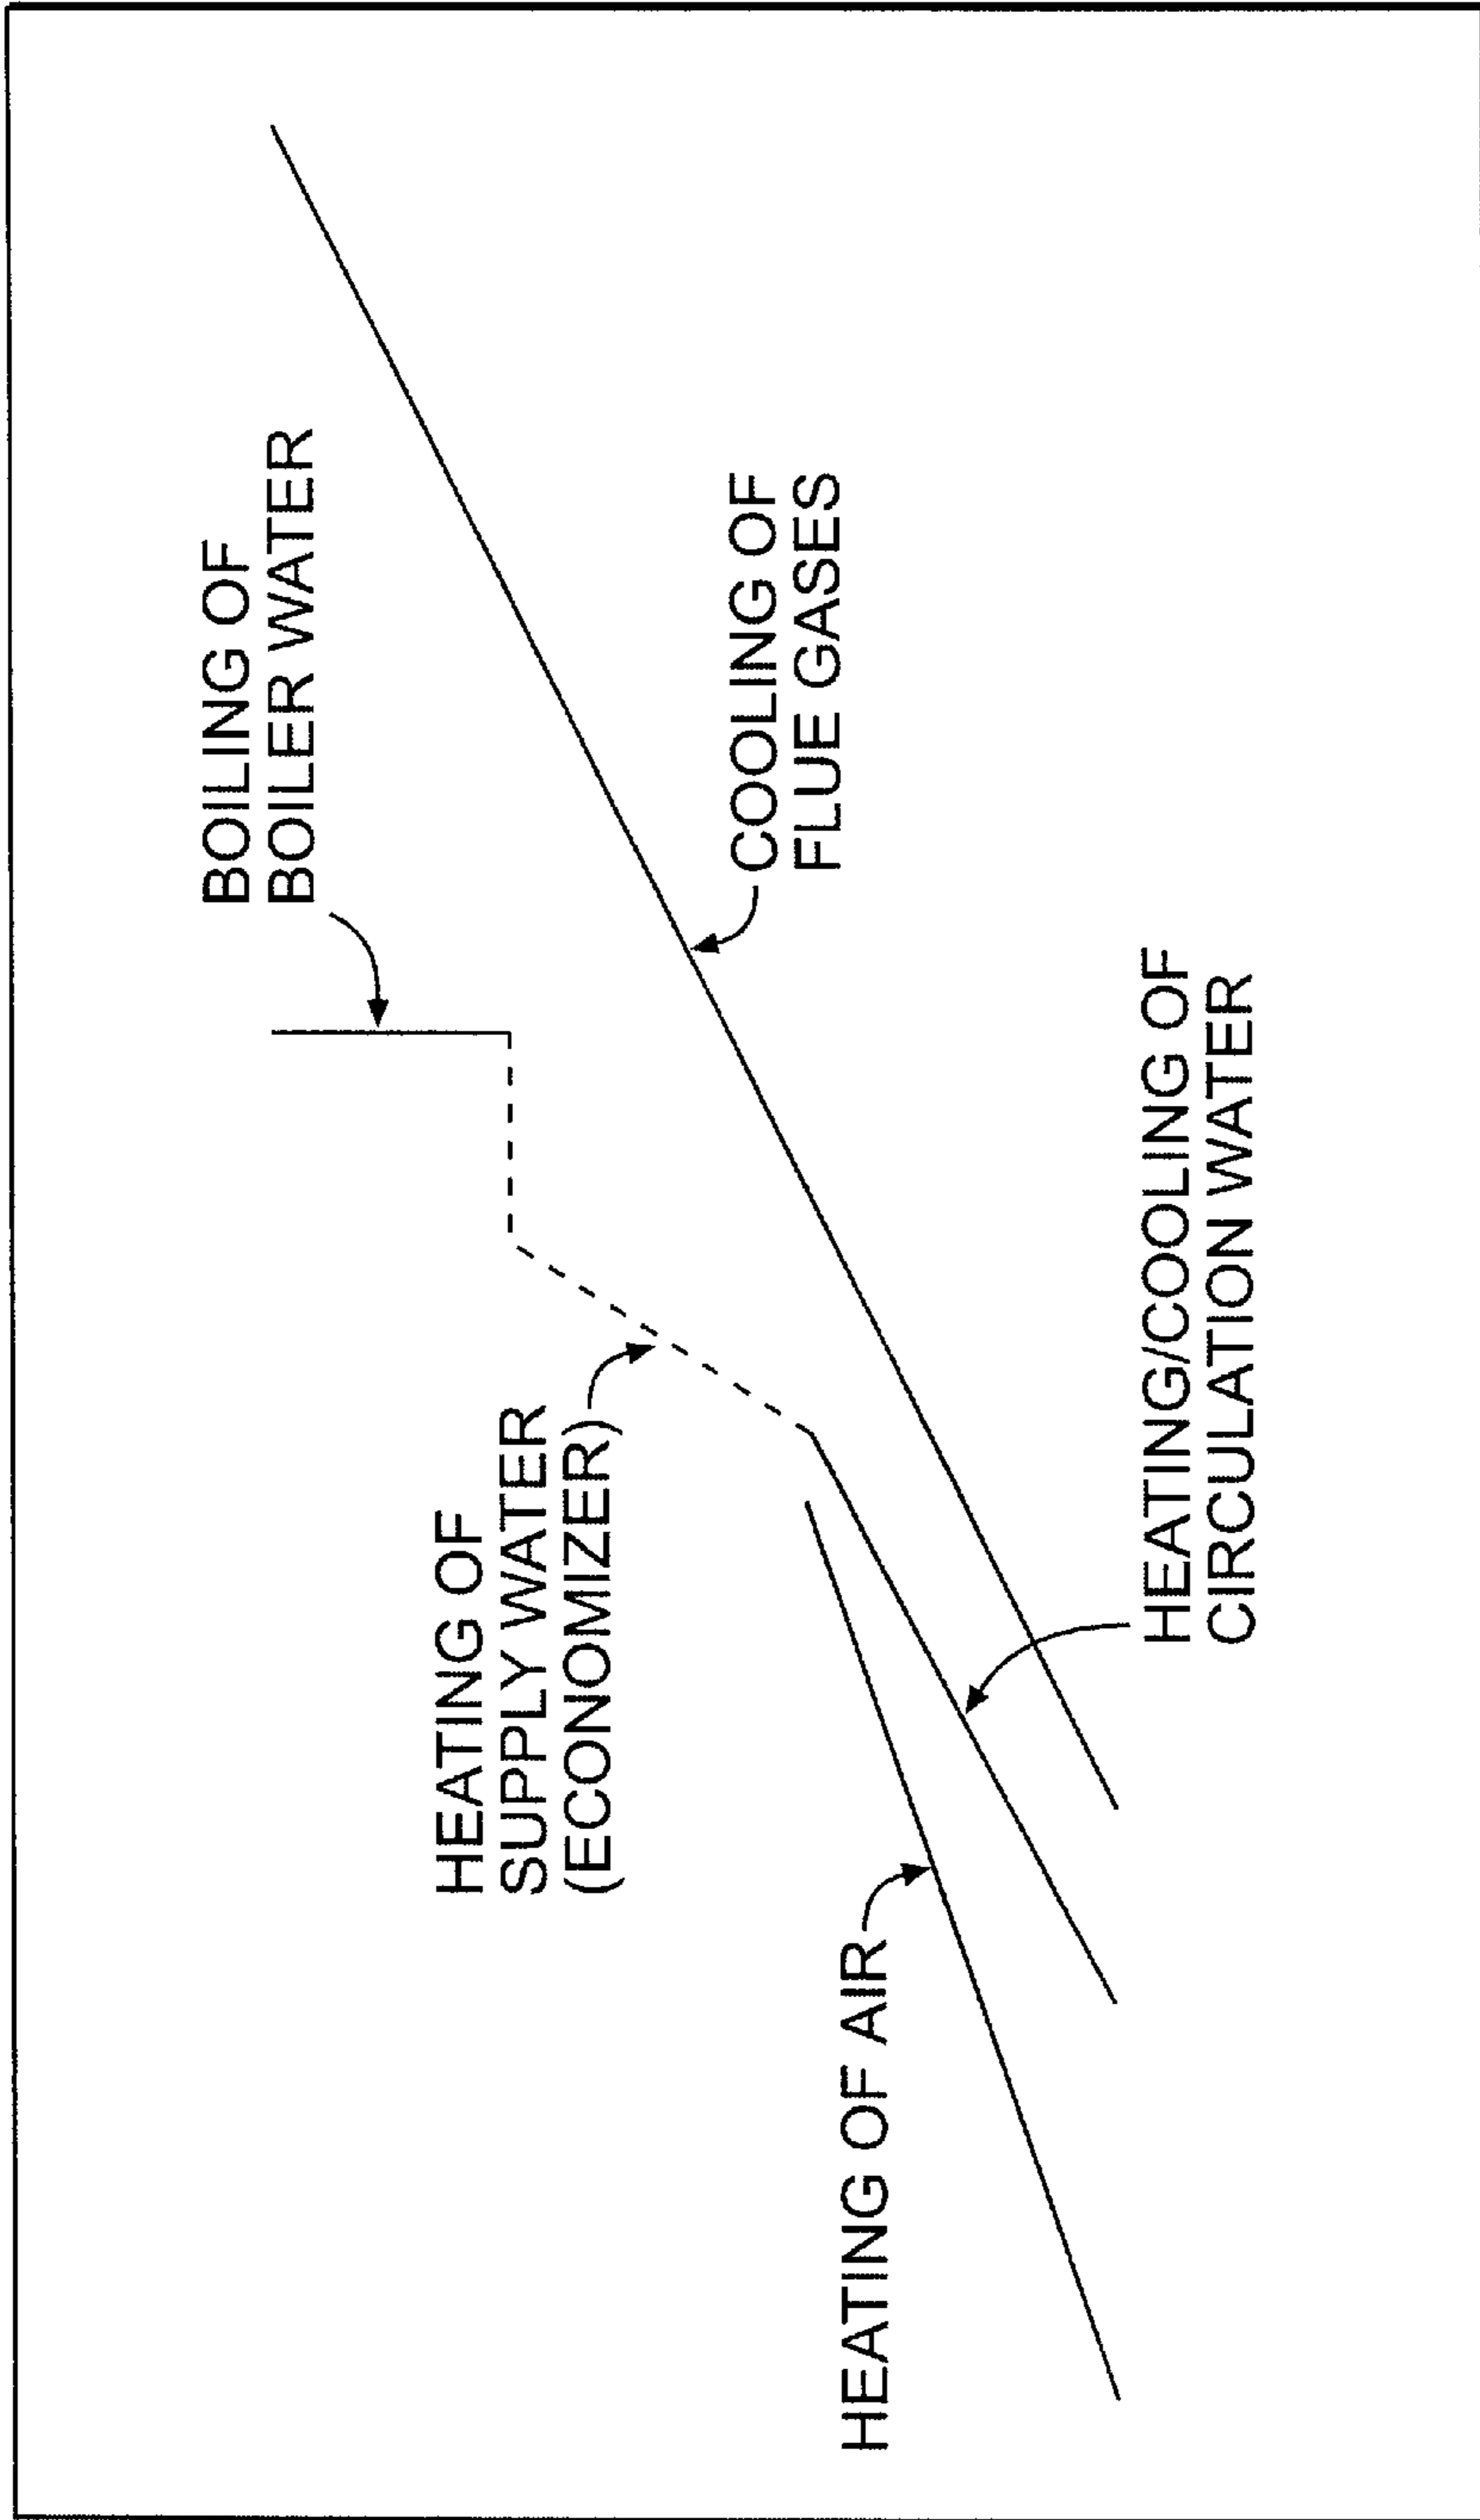 BOILING OF
BOILER WATER
HEATING OF
SUPPLY WATER
(ECONOMIZER)
COOLING OF
FLUE GASES
HEATING OF AIR
HEATING/COOLING OF
CIRCULATION WATER